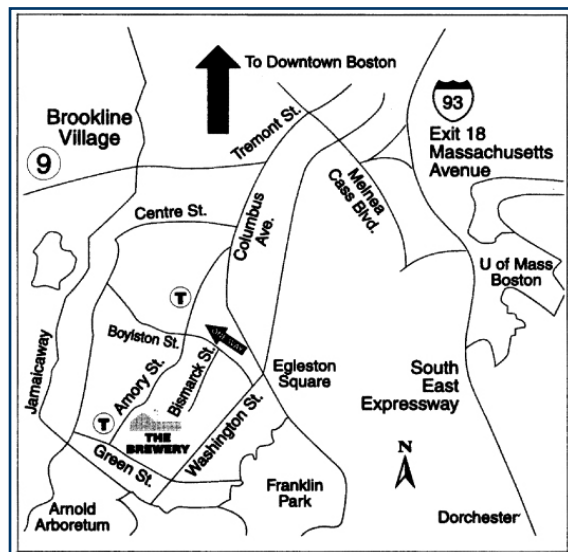 To Downtown Boston
Brookline
Village
9
Tremont St.
93
Exit 18
Massachusetts
Avenue
Melnea
Cass Blvd.
Centre St.
Columbus
Ave.
U of Mass
Boston
T
Boylston St.
Bismarck St.
Egleston
Square
South
East
Expressway
Jamaicaway
Amory St.
T
THE
BREWERY
Washington St.
Green St.
N
Franklin
Park
Arnold
Arboretum
Dorchester